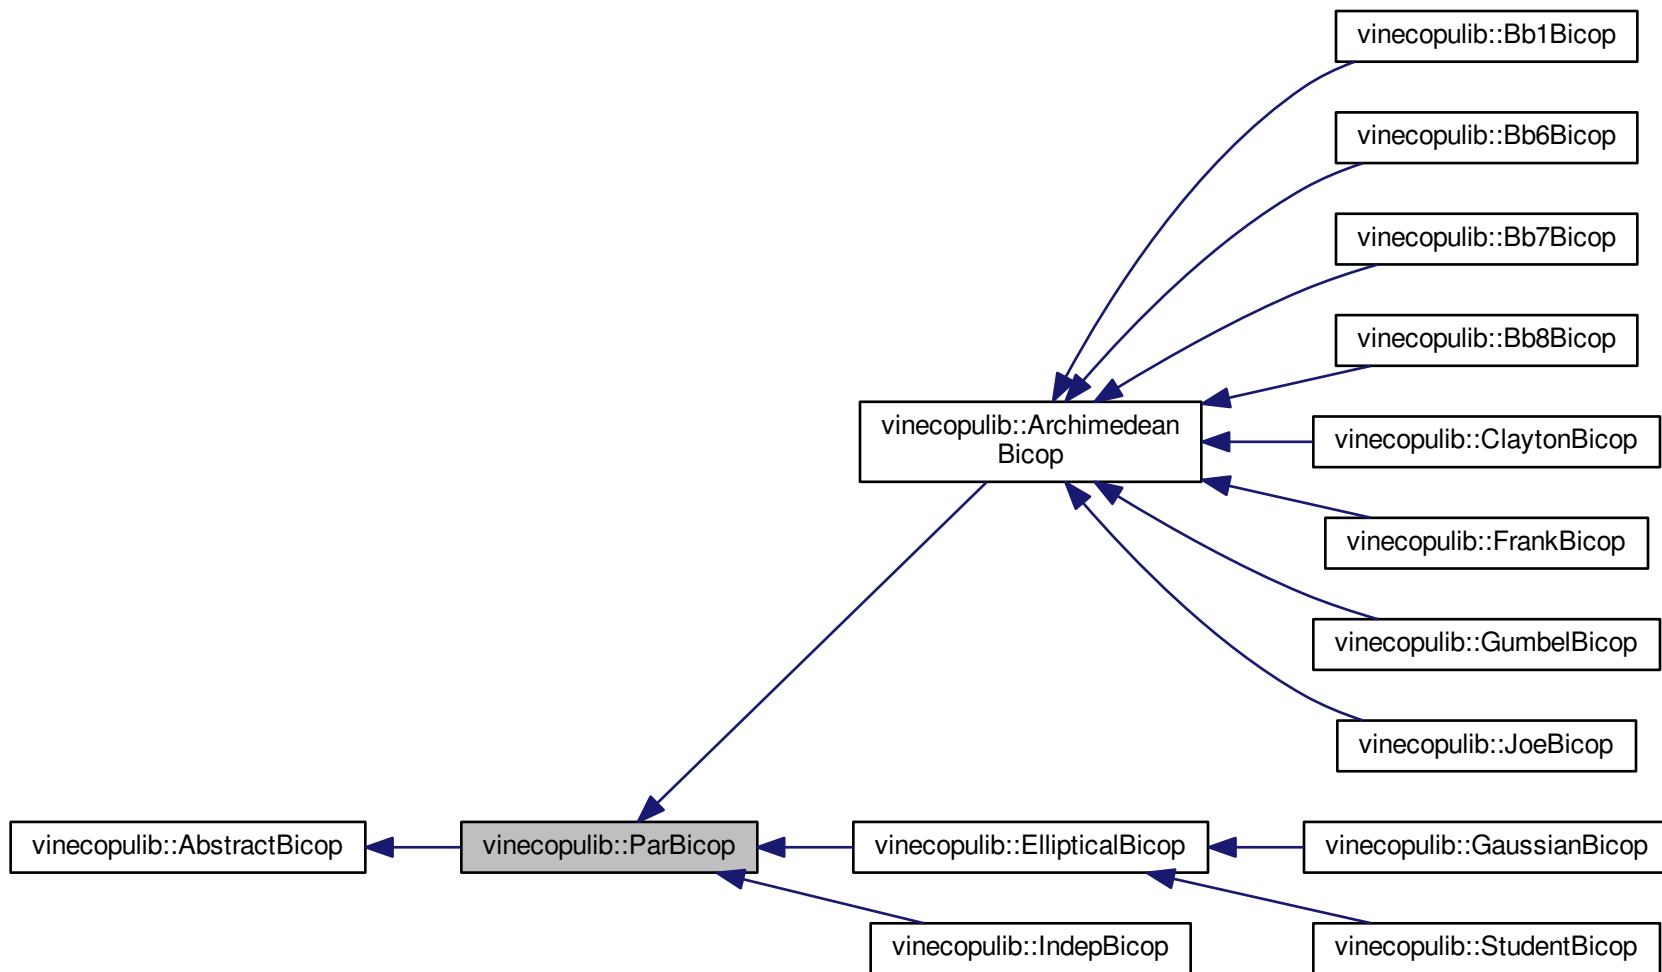 vinecopulib::Bb1Bicop
vinecopulib::Bb6Bicop
vinecopulib::Bb7Bicop
vinecopulib::Bb8Bicop
vinecopulib::Archimedean
Bicop
vinecopulib::ClaytonBicop
vinecopulib::FrankBicop
vinecopulib::GumbelBicop
vinecopulib::JoeBicop
vinecopulib::AbstractBicop
vinecopulib::ParBicop
vinecopulib::EllipticalBicop
vinecopulib::GaussianBicop
vinecopulib::IndepBicop
vinecopulib::StudentBicop